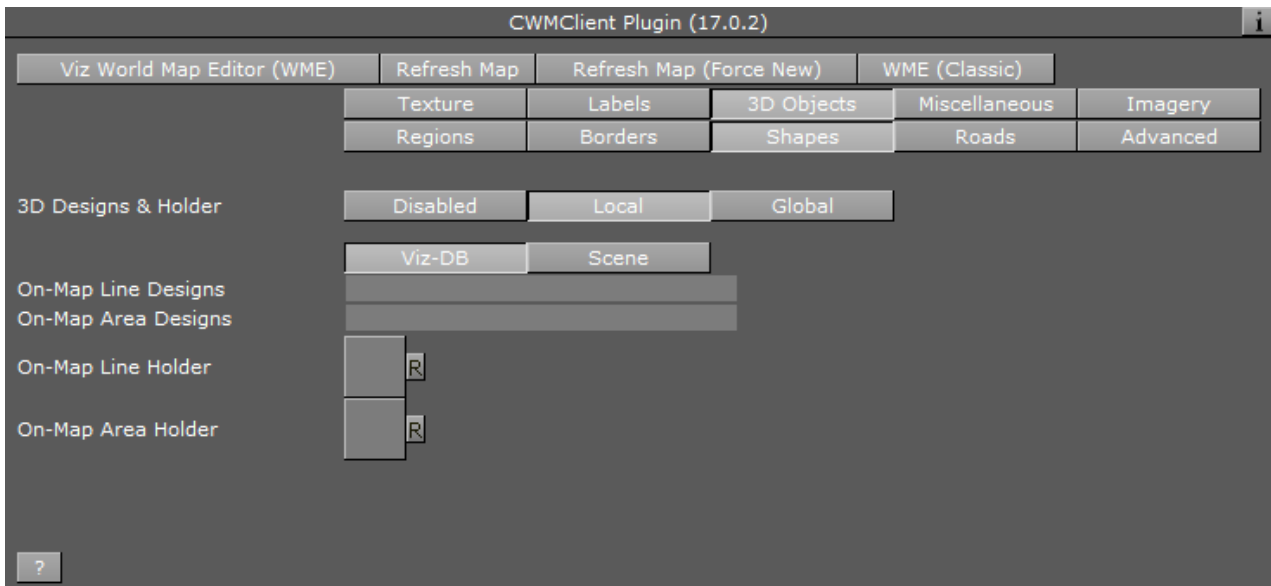 CWMClient Plugin (17.0.2) i
Viz World Map Editor (WME) Refresh Map Refresh Map (Force New) WME (Classic)
Texture Labels 3D Objects Miscellaneous Imagery
Regions Borders Shapes Roads Advanced
3D Designs & Holder Disabled Local Global
Viz-DB Scene
On-Map Line Designs
On-Map Area Designs
On-Map Line Holder R
On-Map Area Holder R
?